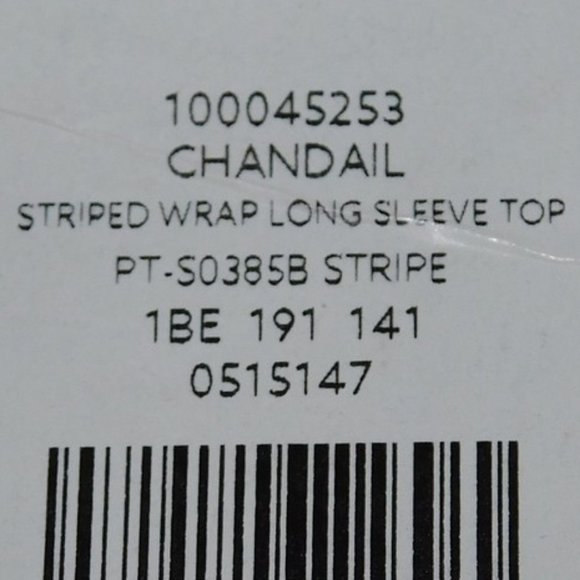 100045253
CHANDAIL
STRIPED WRAP LONG SLEEVE TOP
PT-S0385B STRIPE
1BE 191 141
0515147